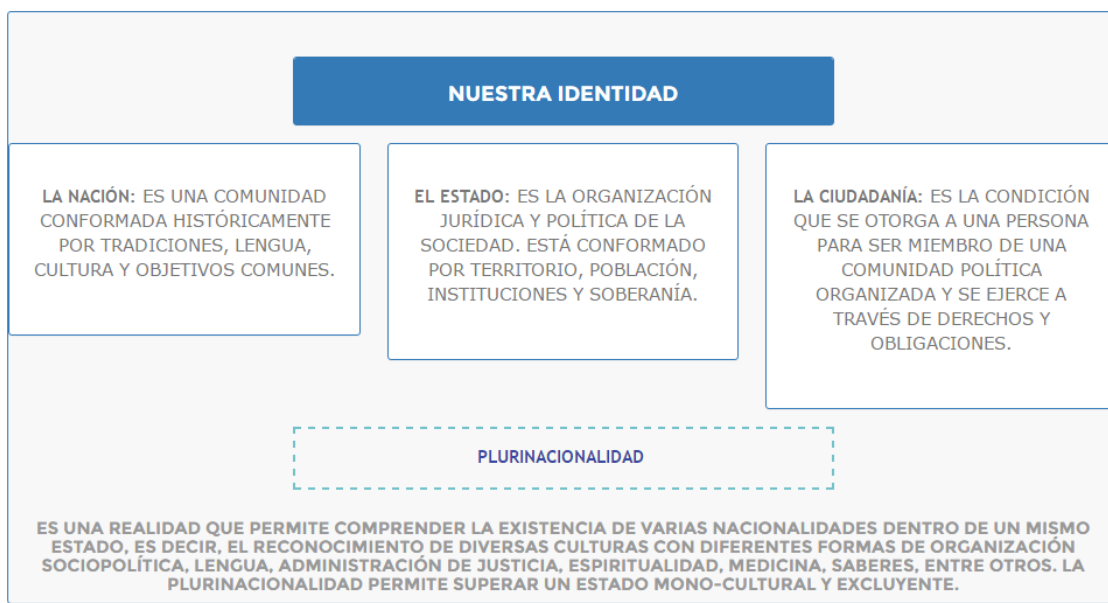 NUESTRA IDENTIDAD
LA NACIÓN: ES UNA COMUNIDAD
CONFORMADA HISTÓRICAMENTE
POR TRADICIONES, LENGUA,
CULTURA Y OBJETIVOS COMUNES.
EL ESTADO: ES LA ORGANIZACIÓN
JURÍDICA Y POLÍTICA DE LA
SOCIEDAD. ESTÁ CONFORMADO
POR TERRITORIO, POBLACIÓN,
INSTITUCIONES Y SOBERANÍA.
LA CIUDADANÍA: ES LA CONDICIÓN
QUE SE OTORGA A UNA PERSONA
PARA SER MIEMBRO DE UNA
COMUNIDAD POLÍTICA
ORGANIZADA Y SE EJERCE A
TRAVÉS DE DERECHOS Y
OBLIGACIONES.
PLURINACIONALIDAD
ES UNA REALIDAD QUE PERMITE COMPRENDER LA EXISTENCIA DE VARIAS NACIONALIDADES DENTRO DE UN MISMO
ESTADO, ES DECIR, EL RECONOCIMIENTO DE DIVERSAS CULTURAS CON DIFERENTES FORMAS DE ORGANIZACIÓN
SOCIOPOLÍTICA, LENGUA, ADMINISTRACIÓN DE JUSTICIA, ESPIRITUALIDAD, MEDICINA, SABERES, ENTRE OTROS. LA
PLURINACIONALIDAD PERMITE SUPERAR UN ESTADO MONO-CULTURAL Y EXCLUYENTE.